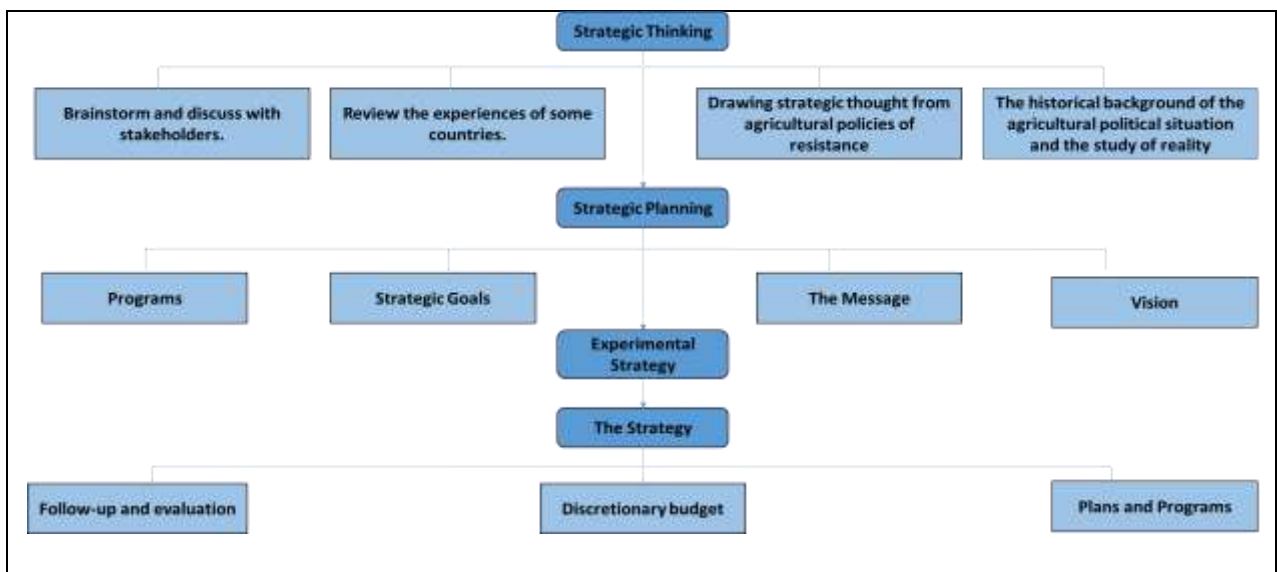 Strategic Thinking
Brainstorm and discuss with
stakeholders.
Review the experiences of some
countries.
Drawing strategic thought from
agricultural policies of
resistance
The historical background of the
agricultural political situation
and the study of reality
Strategic Planning
Programs
Strategic Goals
The Message
Vision
Experimental
Strategy
The Strategy
Follow-up and evaluation
Discretionary budget
Plans and Programs